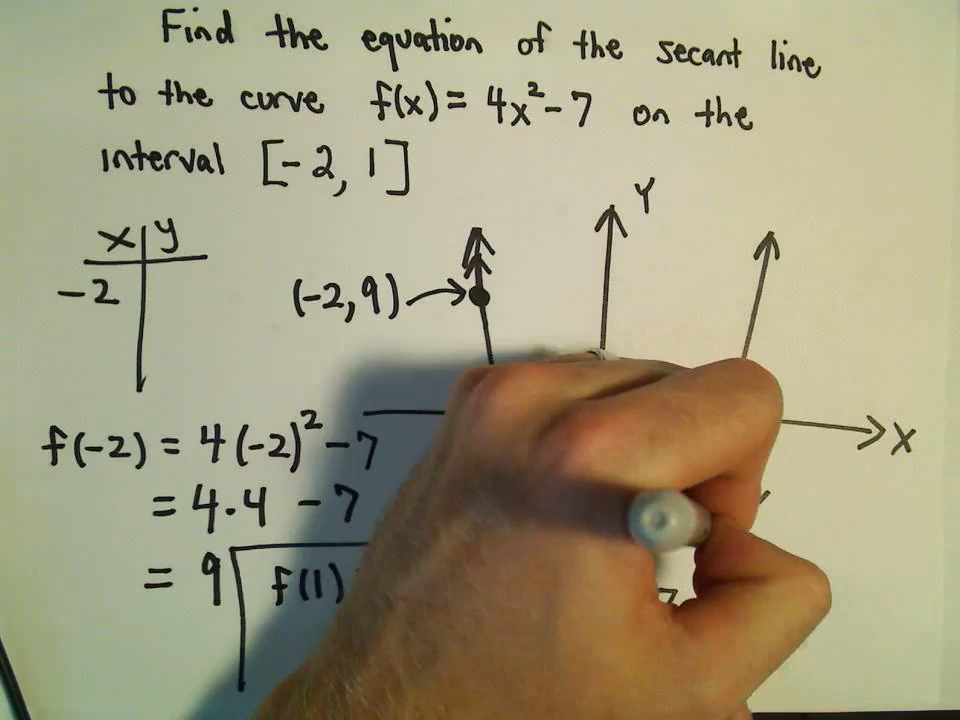 Find the equation of the secant line
to the curve f(x) = 4x² - 7 on the
interval [-2, 1]
x y
-2
(-2, 9)
Y
X
f(-2) = 4(-2)² - 7
= 4·4 - 7
= 9
f(1)